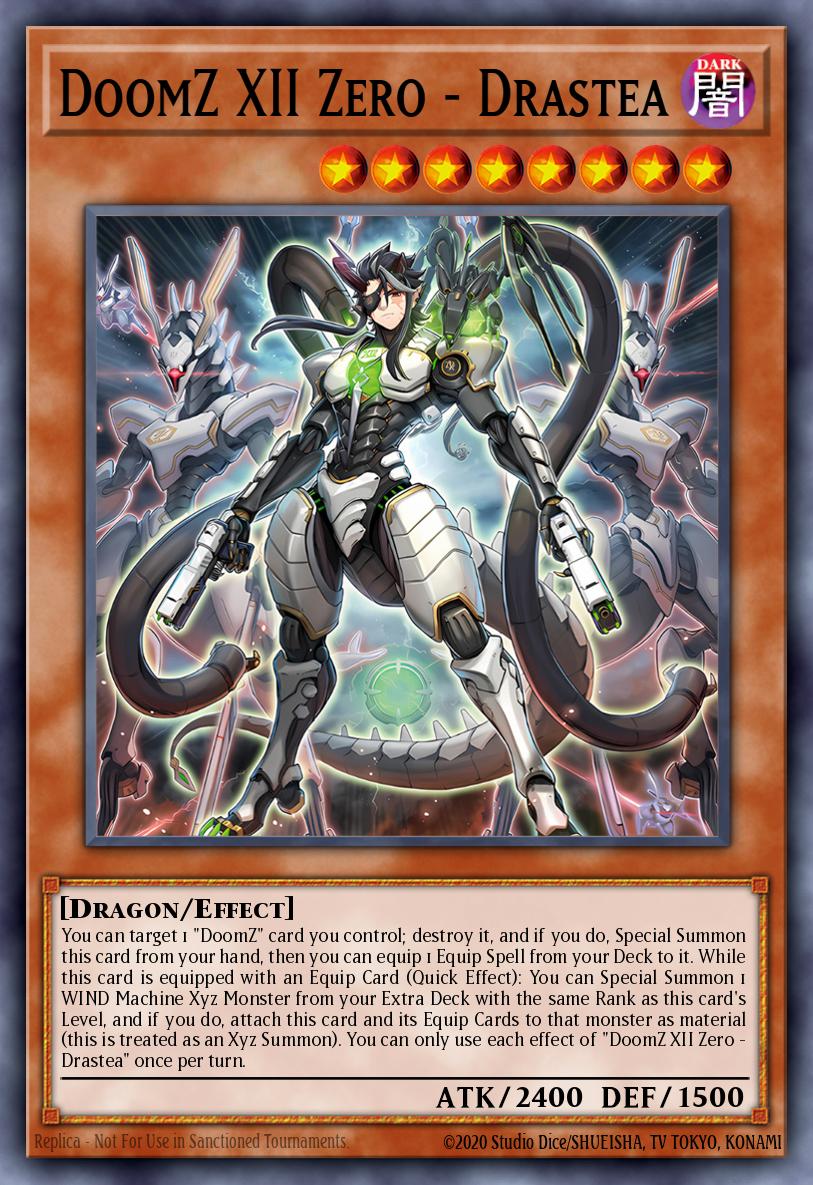 DoomZ XII Zero - Drastea
DARK
闇
[Dragon/Effect]
You can target 1 "DoomZ" card you control; destroy it, and if you do, Special Summon
this card from your hand, then you can equip 1 Equip Spell from your Deck to it. While
this card is equipped with an Equip Card (Quick Effect): You can Special Summon 1
WIND Machine Xyz Monster from your Extra Deck with the same Rank as this card's
Level, and if you do, attach this card and its Equip Cards to that monster as material
(this is treated as an Xyz Summon). You can only use each effect of "DoomZ XII Zero -
Drastea" once per turn.
ATK/2400 DEF/1500
Replica - Not For Use in Sanctioned Tournaments.
©2020 Studio Dice/SHUEISHA, TV TOKYO, KONAMI